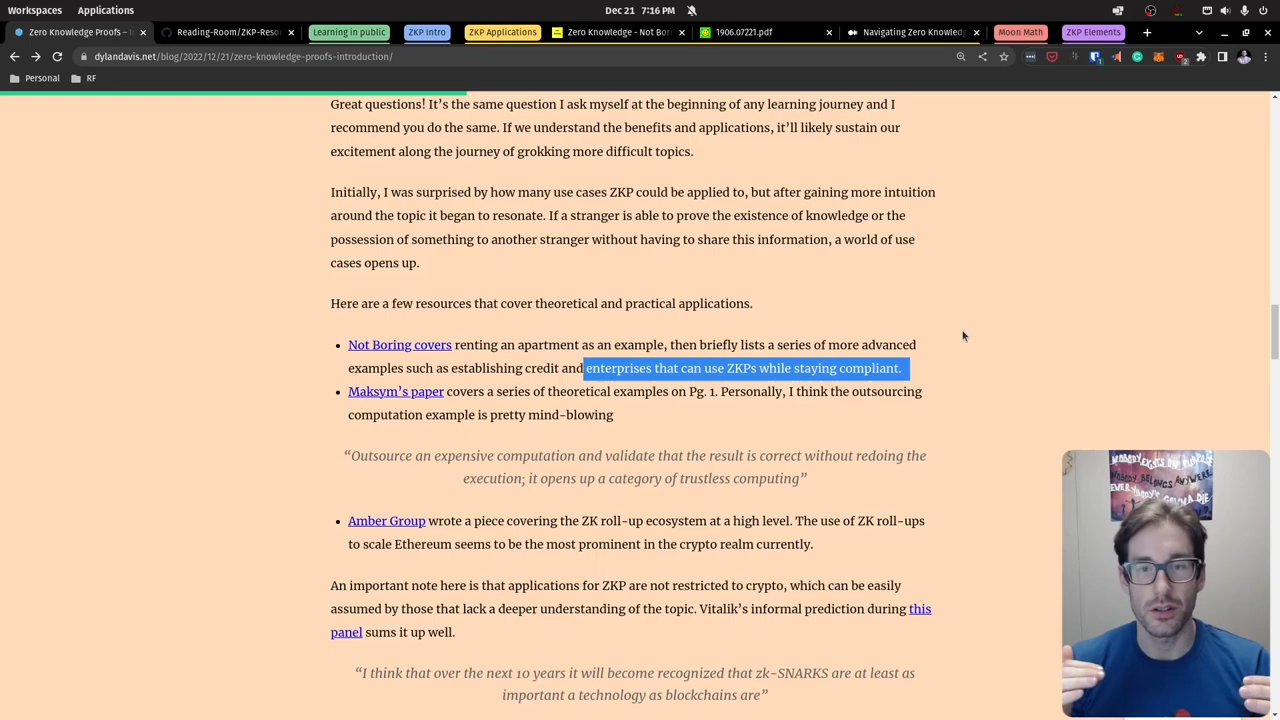 Workspaces Applications Dec 21 7:16 PM
Zero Knowledge Proofs – Reading-Room/ZKP-Reso Learning in public ZKP Intro ZKP Applications Zero Knowledge - Not Bori 1906.07221.pdf Navigating Zero Knowledg Moon Math ZKP Elements
dylandavis.net/blog/2022/12/21/zero-knowledge-proofs-introduction/
Personal RF
Great questions! It’s the same question I ask myself at the beginning of any learning journey and I
recommend you do the same. If we understand the benefits and applications, it’ll likely sustain our
excitement along the journey of grokking more difficult topics.
Initially, I was surprised by how many use cases ZKP could be applied to, but after gaining more intuition
around the topic it began to resonate. If a stranger is able to prove the existence of knowledge or the
possession of something to another stranger without having to share this information, a world of use
cases opens up.
Here are a few resources that cover theoretical and practical applications.
• Not Boring covers renting an apartment as an example, then briefly lists a series of more advanced
examples such as establishing credit and enterprises that can use ZKPs while staying compliant.
• Maksym’s paper covers a series of theoretical examples on Pg. 1. Personally, I think the outsourcing
computation example is pretty mind-blowing
“Outsource an expensive computation and validate that the result is correct without redoing the
execution; it opens up a category of trustless computing”
• Amber Group wrote a piece covering the ZK roll-up ecosystem at a high level. The use of ZK roll-ups
to scale Ethereum seems to be the most prominent in the crypto realm currently.
An important note here is that applications for ZKP are not restricted to crypto, which can be easily
assumed by those that lack a deeper understanding of the topic. Vitalik’s informal prediction during this
panel sums it up well.
“I think that over the next 10 years it will become recognized that zk-SNARKS are at least as
important a technology as blockchains are”
NOBODY EXISTS ON PURPOSE
NOBODY BELONGS ANYWHERE
EVERYBODY'S GONNA DIE